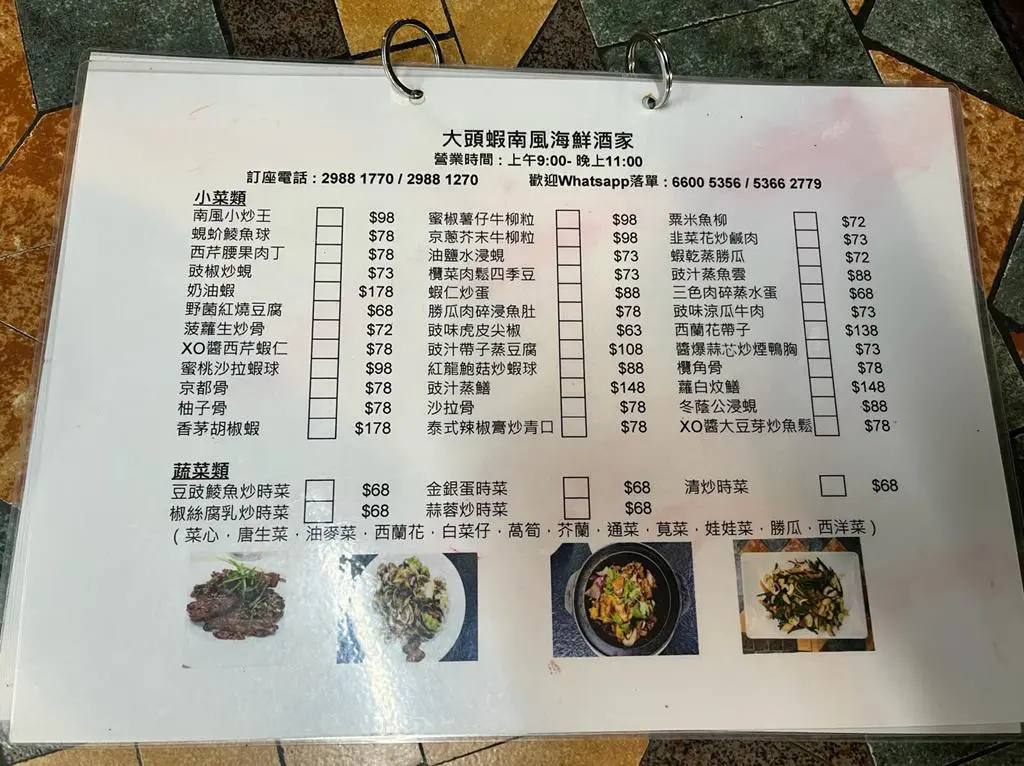 大頭蝦南風海鮮酒家
營業時間：上午9:00- 晚上11:00
訂座電話：2988 1770 / 2988 1270 歡迎Whatsapp落單：6600 5356 / 5366 2779
小菜類
南風小炒王 $98 蜜椒薯仔牛柳粒 $98 粟米魚柳 $72
蜆蚧鯪魚球 $78 京蔥芥末牛柳粒 $98 韭菜花炒鹹肉 $73
西芹腰果肉丁 $78 油鹽水浸蜆 $73 蝦乾蒸勝瓜 $72
豉椒炒蜆 $73 欖菜肉鬆四季豆 $73 豉汁蒸魚雲 $88
奶油蝦 $178 蝦仁炒蛋 $88 三色肉碎蒸水蛋 $68
野菌紅燒豆腐 $68 勝瓜肉碎浸魚肚 $78 豉味涼瓜牛肉 $73
菠蘿生炒骨 $72 豉味虎皮尖椒 $63 西蘭花帶子 $138
XO醬西芹蝦仁 $78 豉汁帶子蒸豆腐 $108 醬爆蒜芯炒煙鴨胸 $73
蜜桃沙拉蝦球 $98 紅龍鮑菇炒蝦球 $88 欖角骨 $78
京都骨 $78 豉汁蒸鱔 $148 蘿白炆鱔 $148
柚子骨 $78 沙拉骨 $78 冬蔭公浸蜆 $88
香茅胡椒蝦 $178 泰式辣椒膏炒青口 $78 XO醬大豆芽炒魚鬆 $78
蔬菜類
豆豉鯪魚炒時菜 $68 金銀蛋時菜 $68 清炒時菜 $68
椒絲腐乳炒時菜 $68 蒜蓉炒時菜 $68
(菜心．唐生菜．油麥菜．西蘭花．白菜仔．萵筍．芥蘭．通菜．莧菜．娃娃菜．勝瓜．西洋菜)